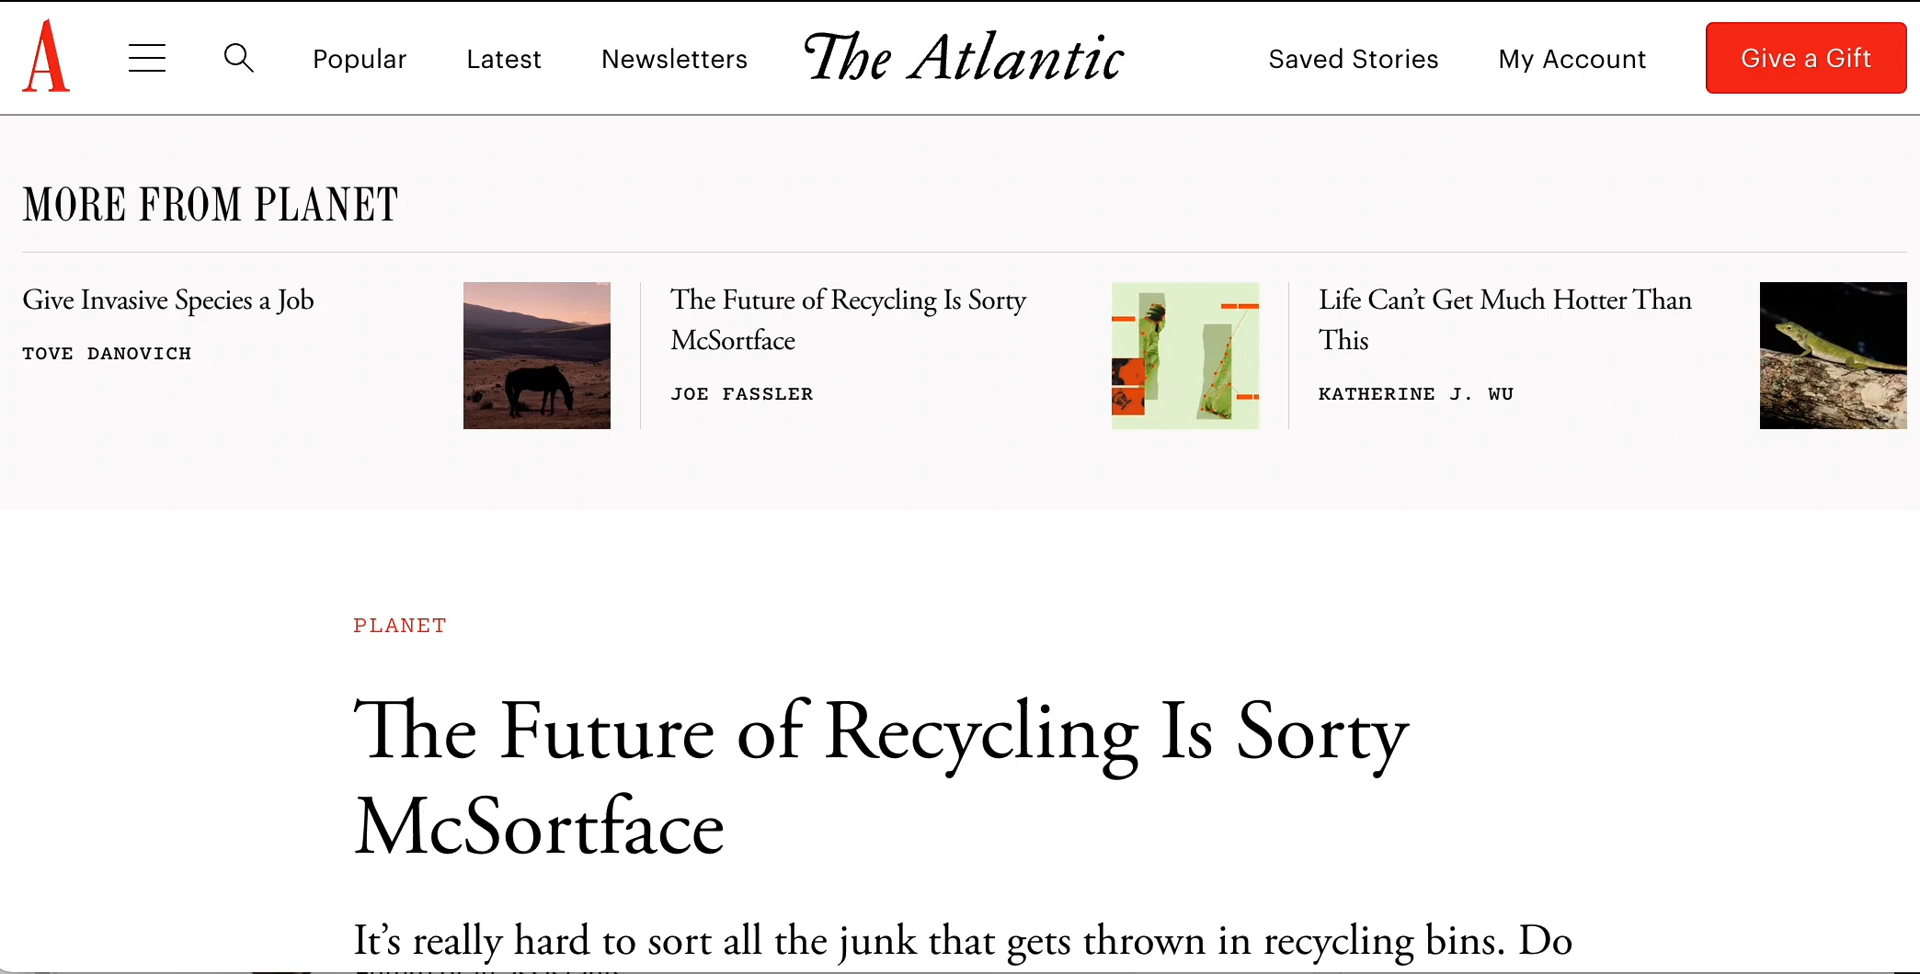 A
Popular
Latest
Newsletters
The Atlantic
Saved Stories
My Account
Give a Gift
MORE FROM PLANET
Give Invasive Species a Job
TOVE DANOVICH
The Future of Recycling Is Sorty
McSortface
JOE FASSLER
Life Can’t Get Much Hotter Than
This
KATHERINE J. WU
PLANET
The Future of Recycling Is Sorty
McSortface
It’s really hard to sort all the junk that gets thrown in recycling bins. Do